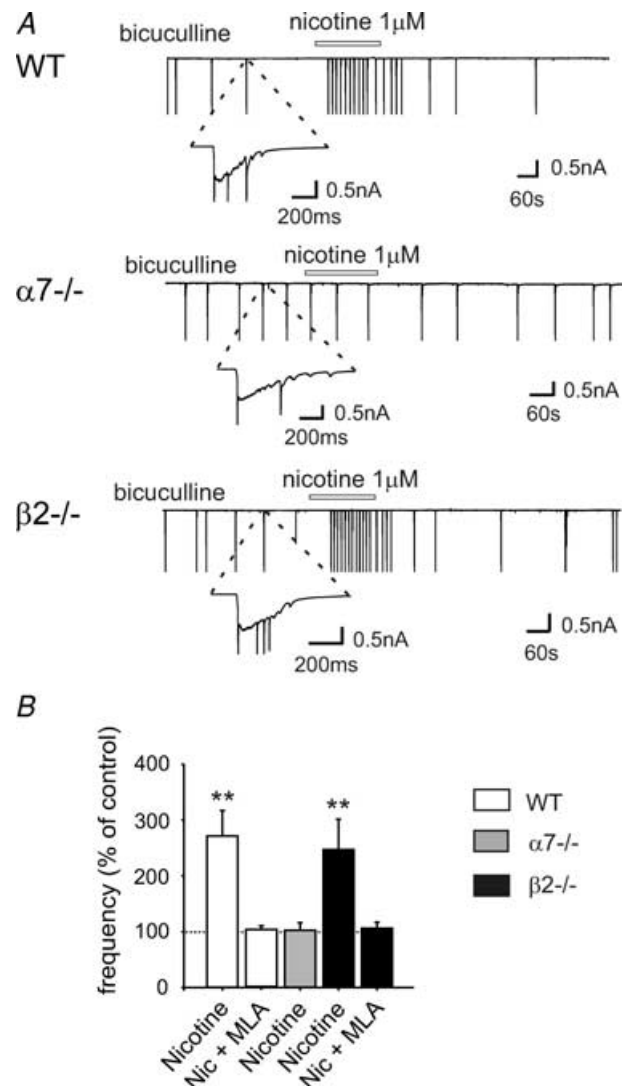 A
bicuculline
nicotine 1μM
WT
0.5nA
200ms
0.5nA
60s
bicuculline
nicotine 1μM
α7-/-
0.5nA
200ms
0.5nA
60s
bicuculline
nicotine 1μM
β2-/-
0.5nA
200ms
0.5nA
60s
B
frequency (% of control)
400
300
200
100
0
**
**
Nicotine
Nic + MLA
Nicotine
Nicotine
Nic + MLA
WT
α7-/-
β2-/-